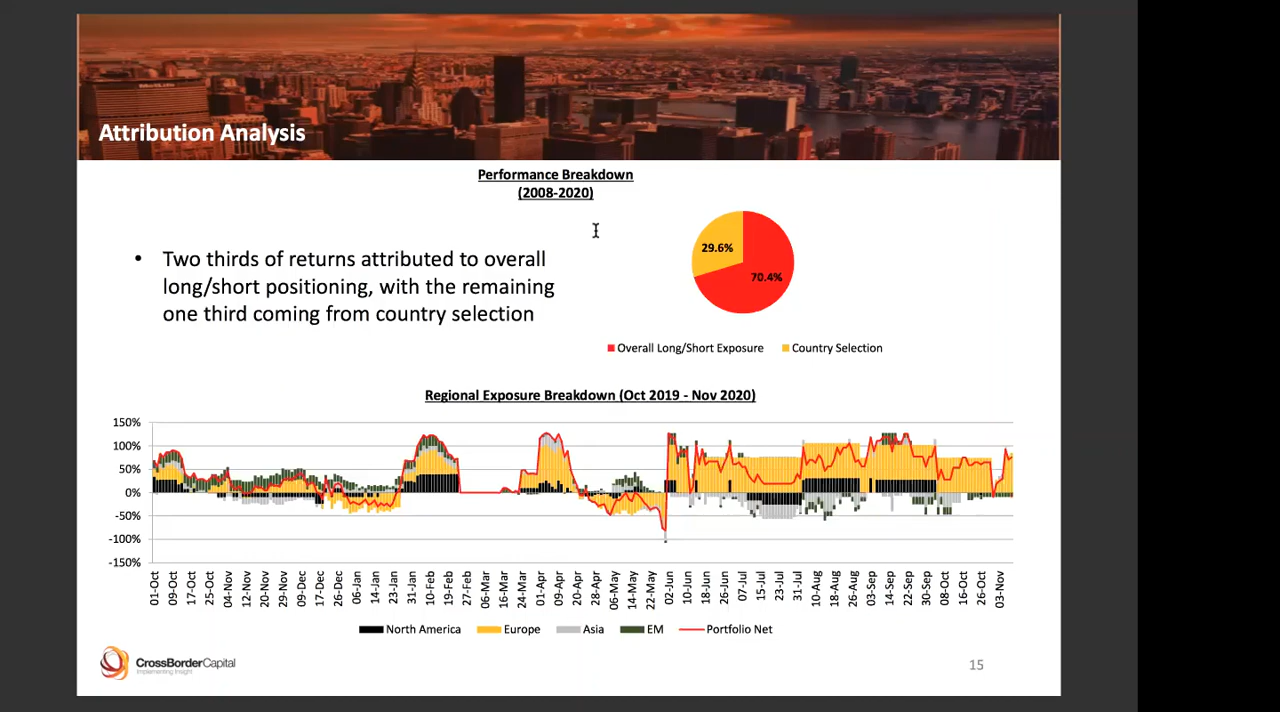 Attribution Analysis
Performance Breakdown
(2008-2020)
• Two thirds of returns attributed to overall
long/short positioning, with the remaining
one third coming from country selection
29.6%
70.4%
Overall Long/Short Exposure
Country Selection
Regional Exposure Breakdown (Oct 2019 - Nov 2020)
150%
100%
50%
0%
-50%
-100%
-150%
01-Oct
09-Oct
17-Oct
25-Oct
04-Nov
12-Nov
20-Nov
29-Nov
09-Dec
17-Dec
26-Dec
06-Jan
14-Jan
23-Jan
31-Jan
10-Feb
19-Feb
27-Feb
06-Mar
16-Mar
24-Mar
01-Apr
09-Apr
20-Apr
28-Apr
06-May
14-May
22-May
02-Jun
10-Jun
18-Jun
26-Jun
07-Jul
15-Jul
23-Jul
31-Jul
10-Aug
18-Aug
26-Aug
03-Sep
14-Sep
22-Sep
30-Sep
08-Oct
16-Oct
26-Oct
03-Nov
North America
Europe
Asia
EM
Portfolio Net
CrossBorderCapital
Implementing Insight
15